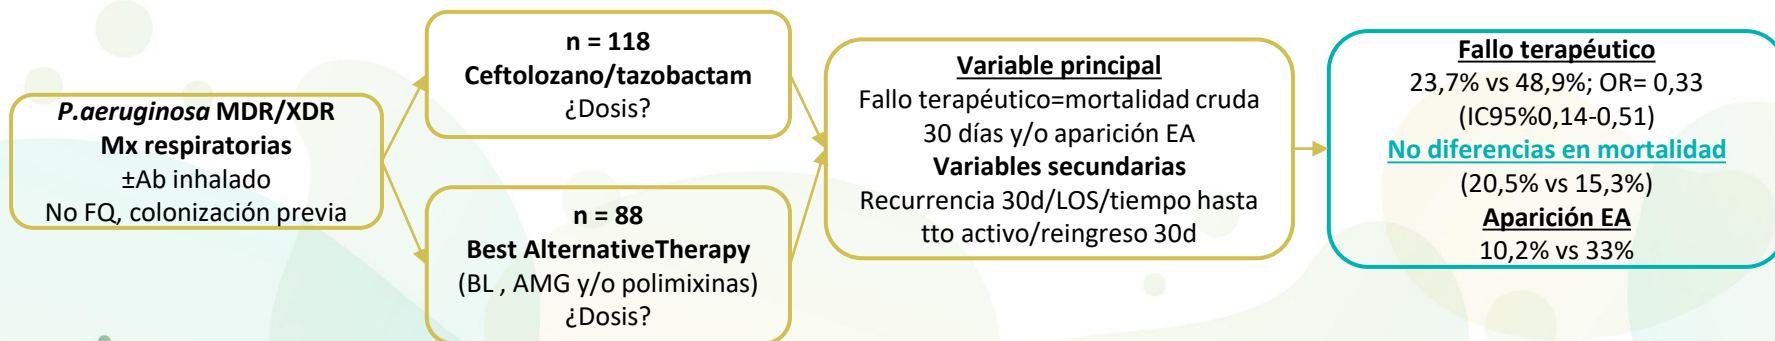 P.aeruginosa MDR/XDR
Mx respiratorias
±Ab inhalado
No FQ, colonización previa
n = 118
Ceftolozano/tazobactam
¿Dosis?
n = 88
Best AlternativeTherapy
(BL , AMG y/o polimixinas)
¿Dosis?
Variable principal
Fallo terapéutico=mortalidad cruda
30 días y/o aparición EA
Variables secundarias
Recurrencia 30d/LOS/tiempo hasta
tto activo/reingreso 30d
Fallo terapéutico
23,7% vs 48,9%; OR= 0,33
(IC95%0,14-0,51)
No diferencias en mortalidad
(20,5% vs 15,3%)
Aparición EA
10,2% vs 33%